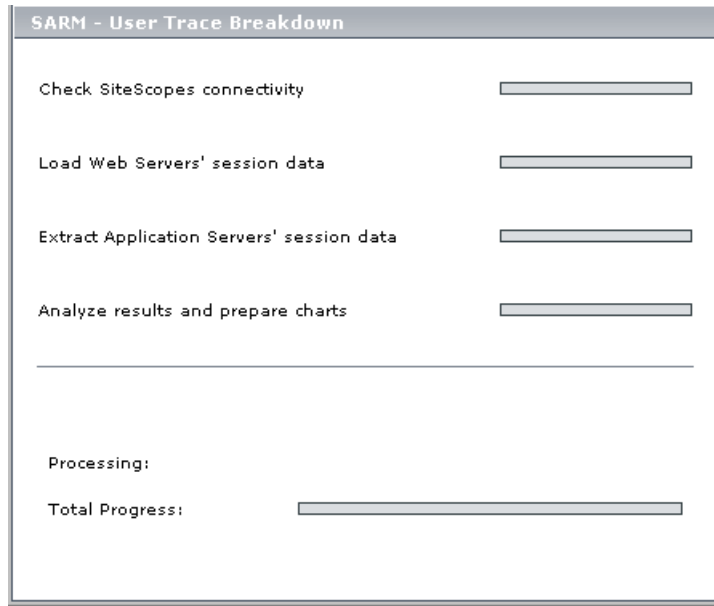 SARM - User Trace Breakdown
Check SiteScopes connectivity
Load Web Servers' session data
Extract Application Servers' session data
Analyze results and prepare charts
Processing:
Total Progress: